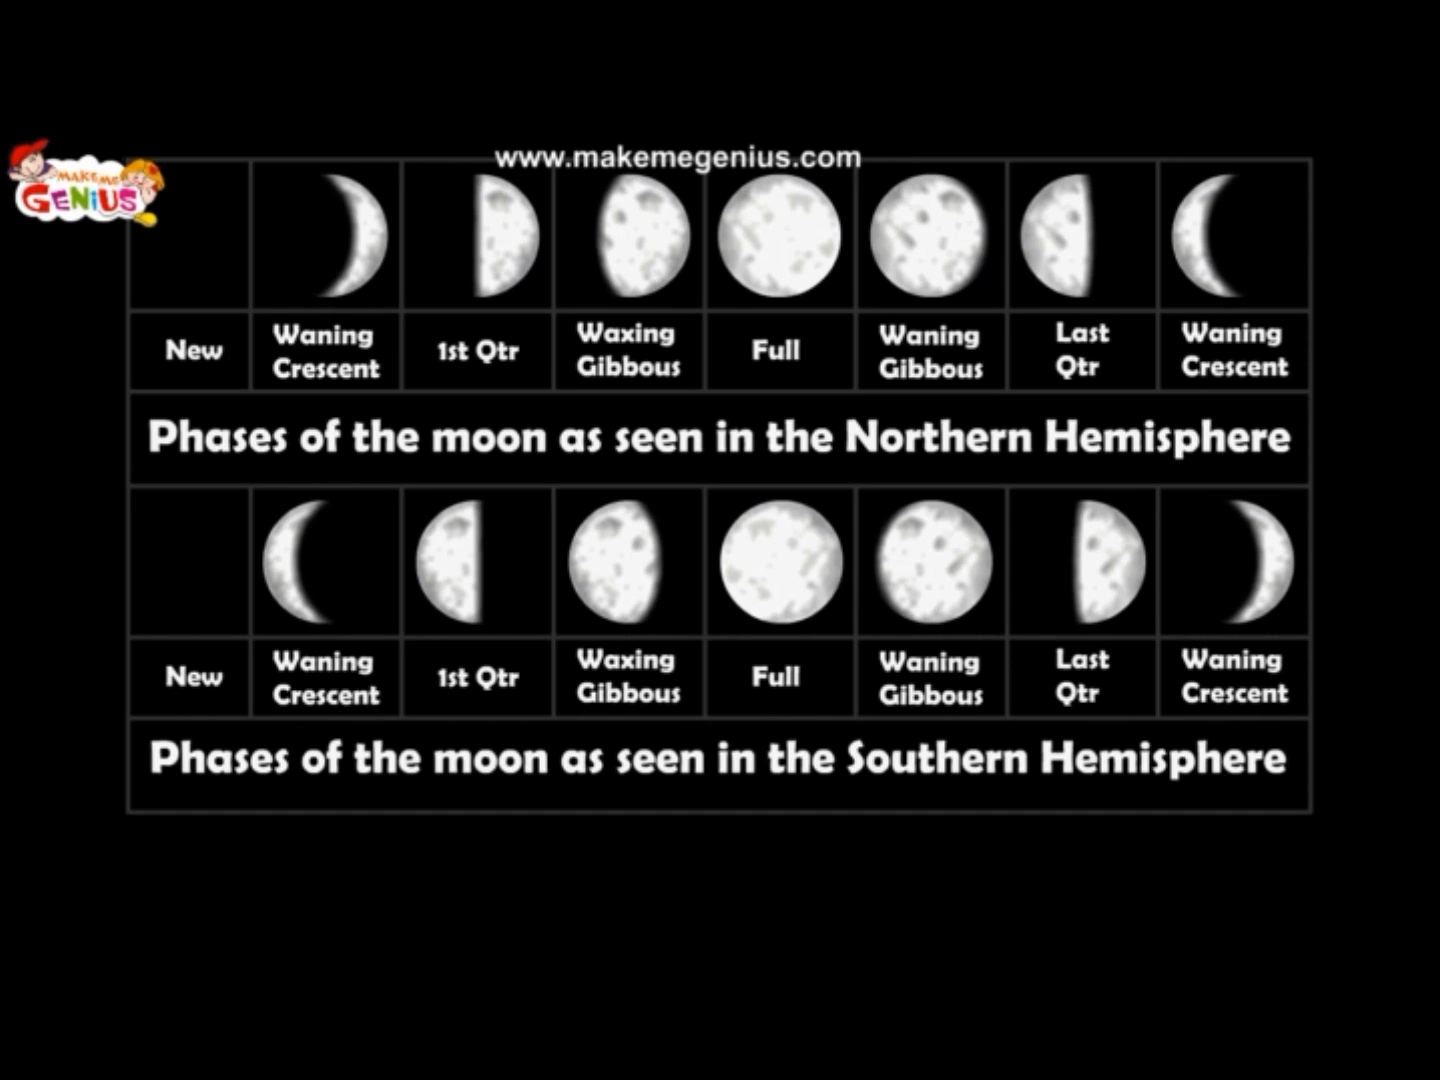 www.makemegenius.com
MAKE ME
GENiUS
New
Waning
Crescent
1st Qtr
Waxing
Gibbous
Full
Waning
Gibbous
Last
Qtr
Waning
Crescent
Phases of the moon as seen in the Northern Hemisphere
New
Waning
Crescent
1st Qtr
Waxing
Gibbous
Full
Waning
Gibbous
Last
Qtr
Waning
Crescent
Phases of the moon as seen in the Southern Hemisphere